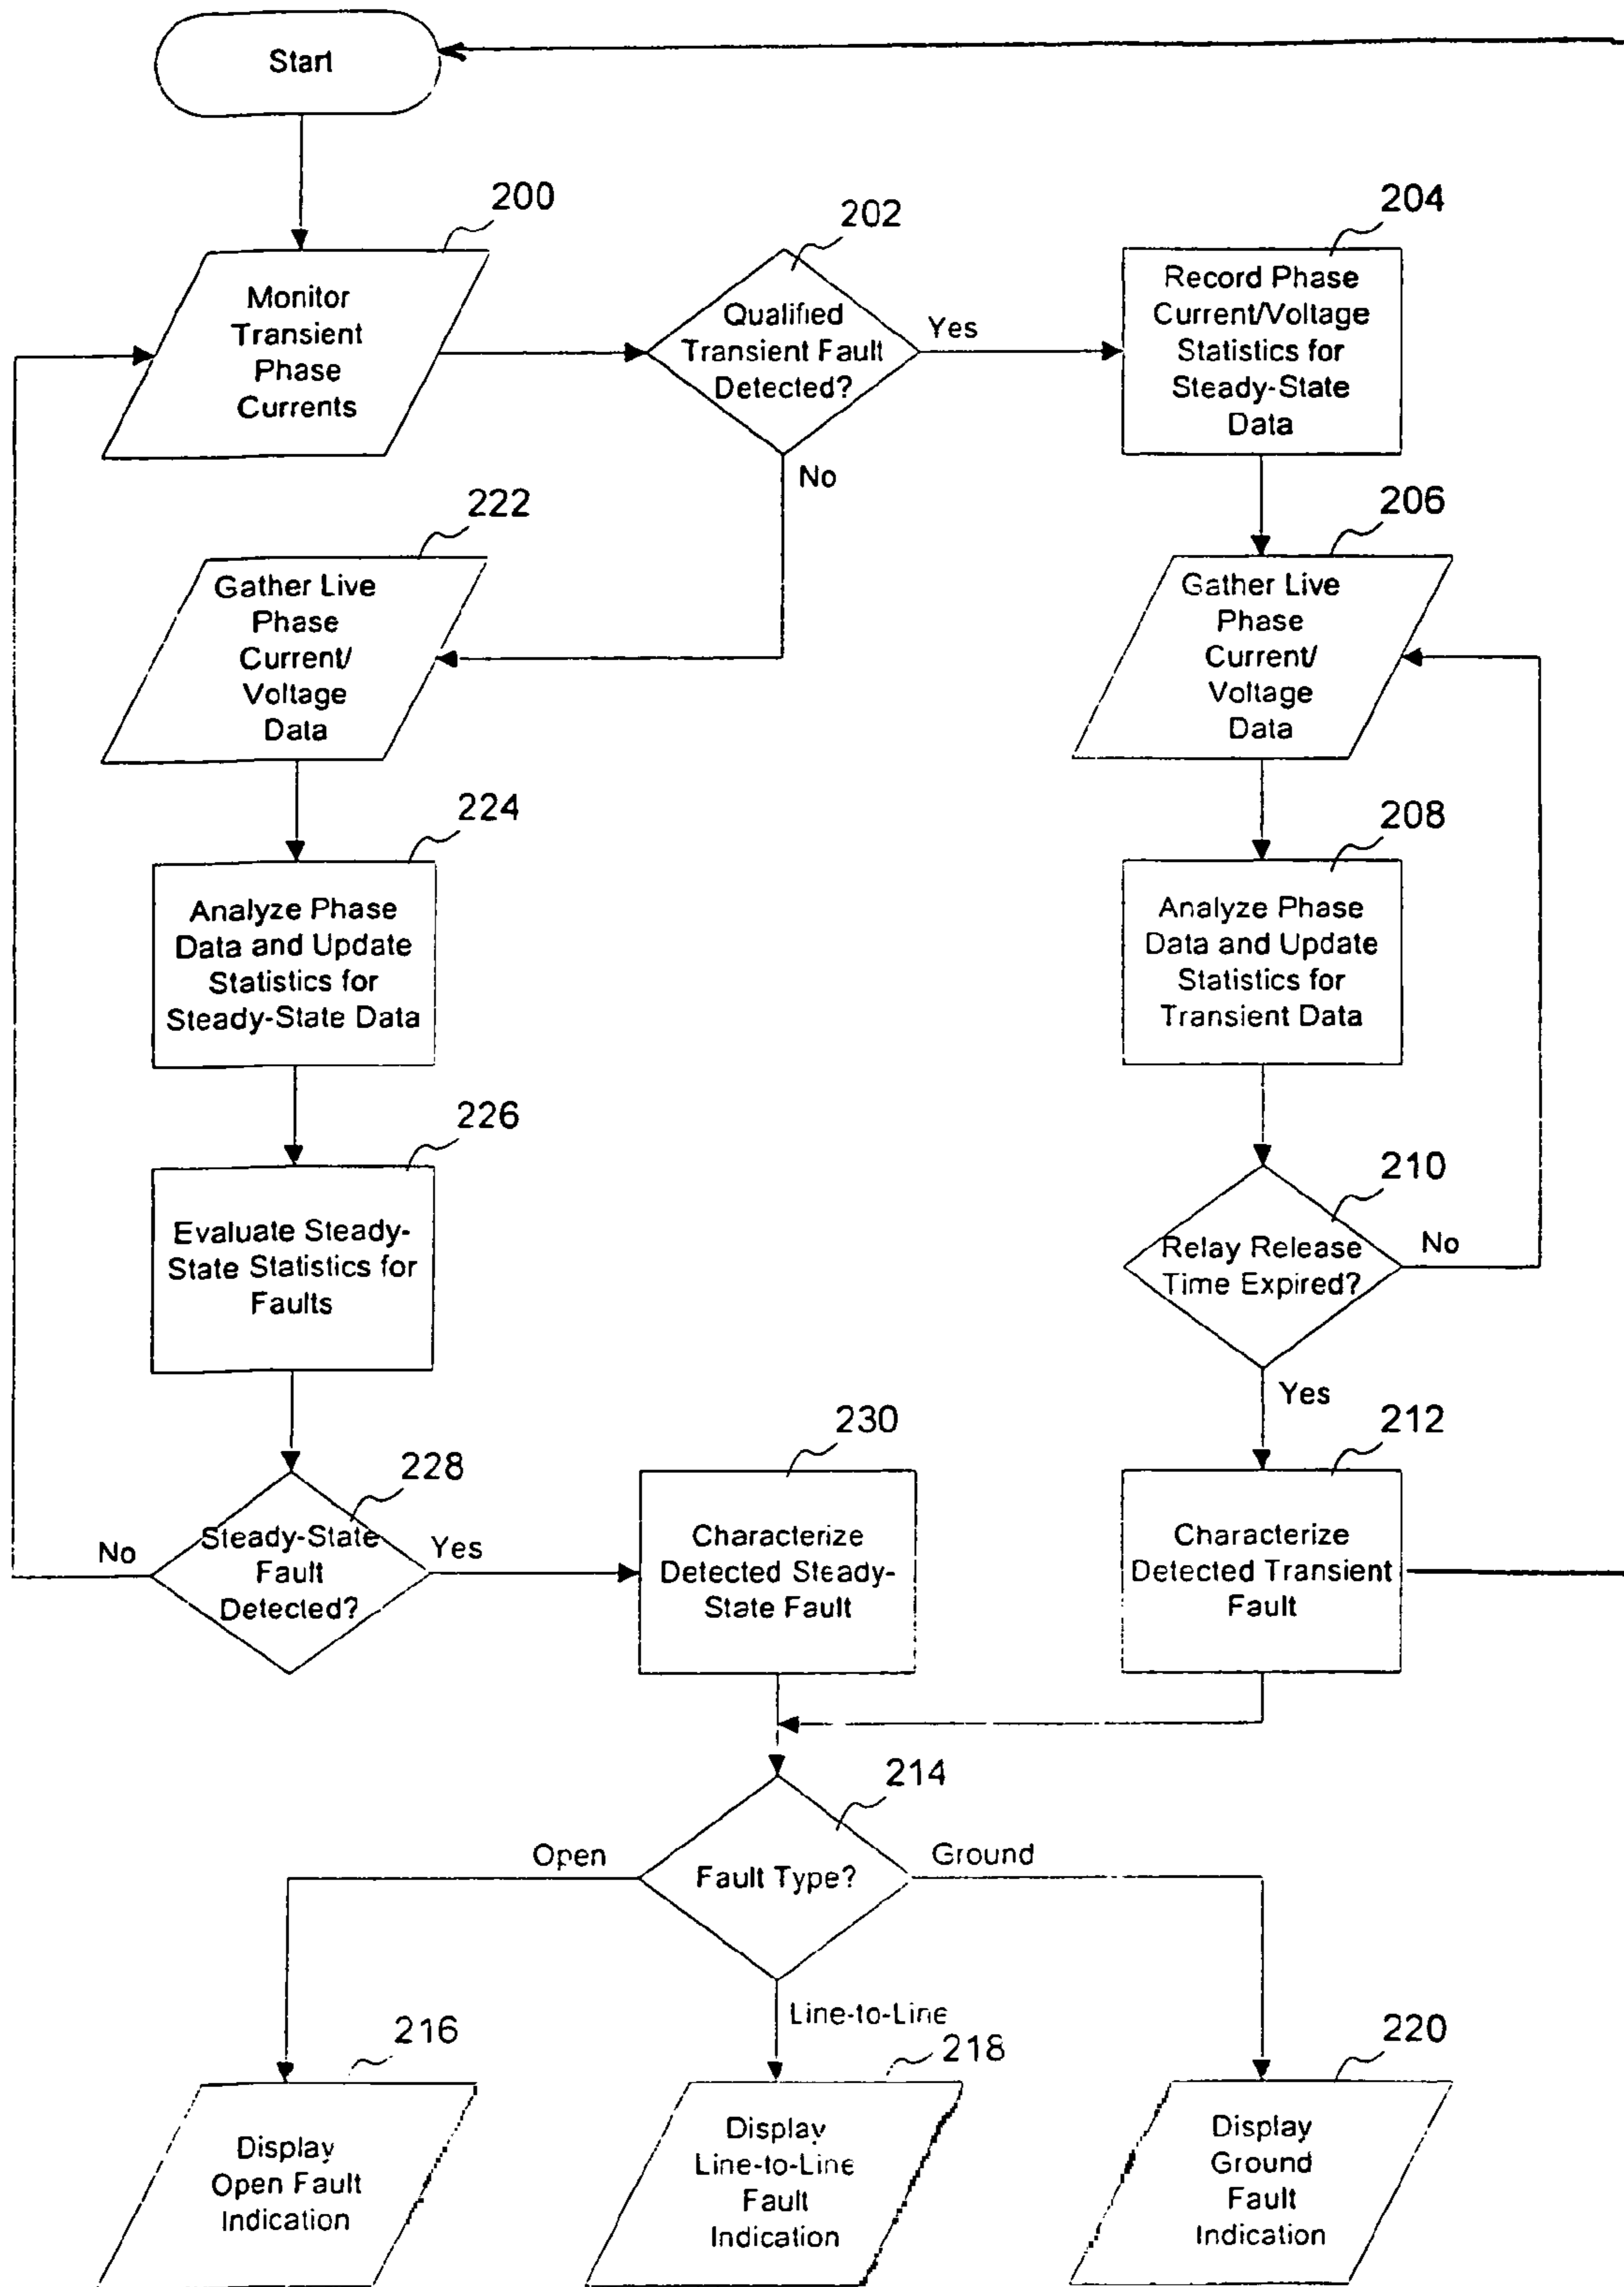 Start
200
Monitor
Transient
Phase
Currents
202
Qualified
Transient Fault
Detected?
Yes
No
204
Record Phase
Current/Voltage
Statistics for
Steady-State
Data
222
Gather Live
Phase
Current/
Voltage
Data
206
Gather Live
Phase
Current/
Voltage
Data
224
Analyze Phase
Data and Update
Statistics for
Steady-State Data
208
Analyze Phase
Data and Update
Statistics for
Transient Data
226
Evaluate Steady-
State Statistics for
Faults
210
Relay Release
Time Expired?
No
Yes
228
Steady-State
Fault
Detected?
No
Yes
230
Characterize
Detected Steady-
State Fault
212
Characterize
Detected Transient
Fault
214
Fault Type?
Open
Ground
Line-to-Line
216
Display
Open Fault
Indication
218
Display
Line-to-Line
Fault
Indication
220
Display
Ground
Fault
Indication